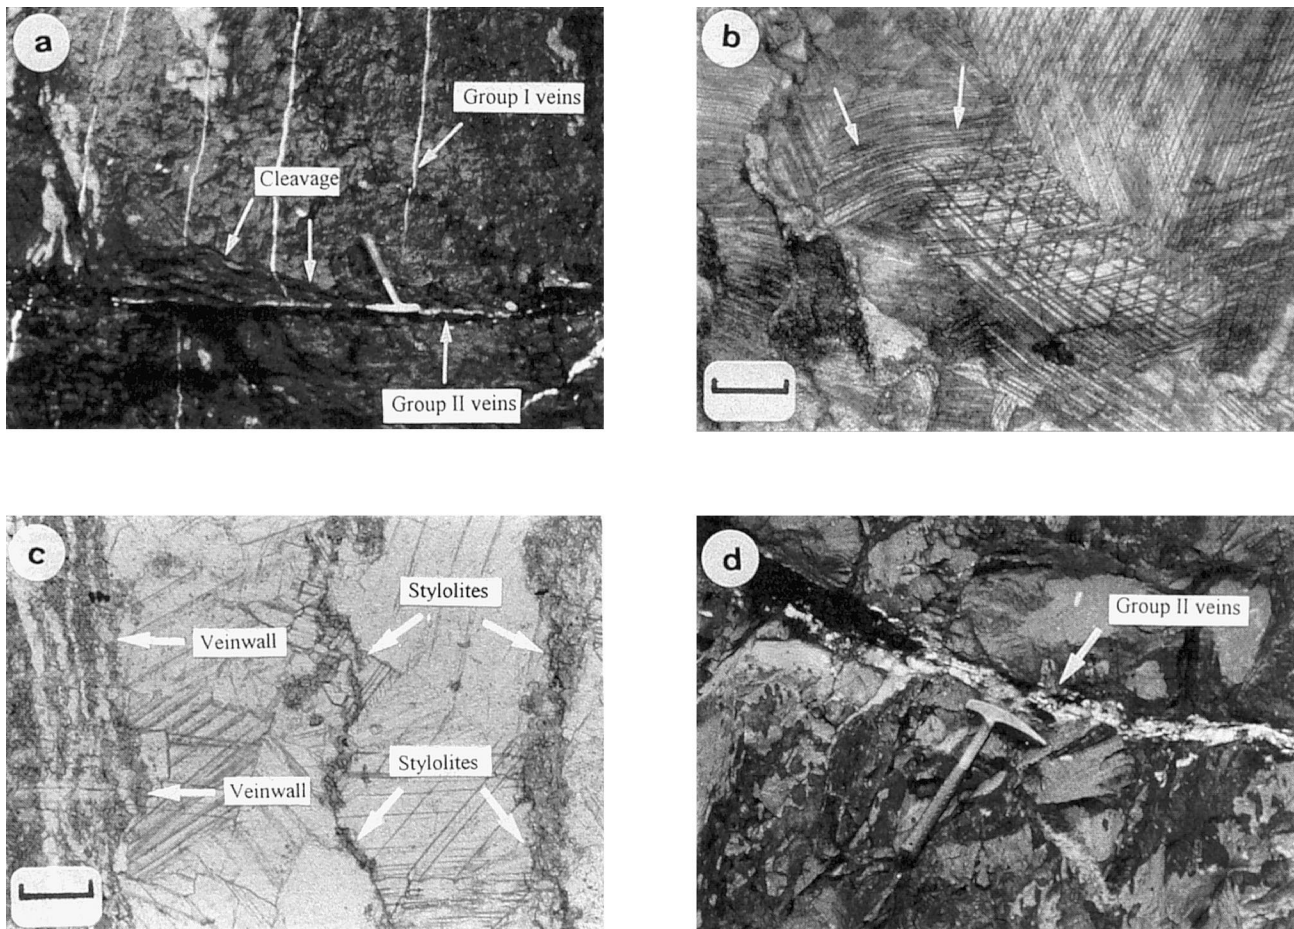 a
Group I veins
Cleavage
Group II veins
b
c
Stylolites
Veinwall
Stylolites
Veinwall
d
Group II veins